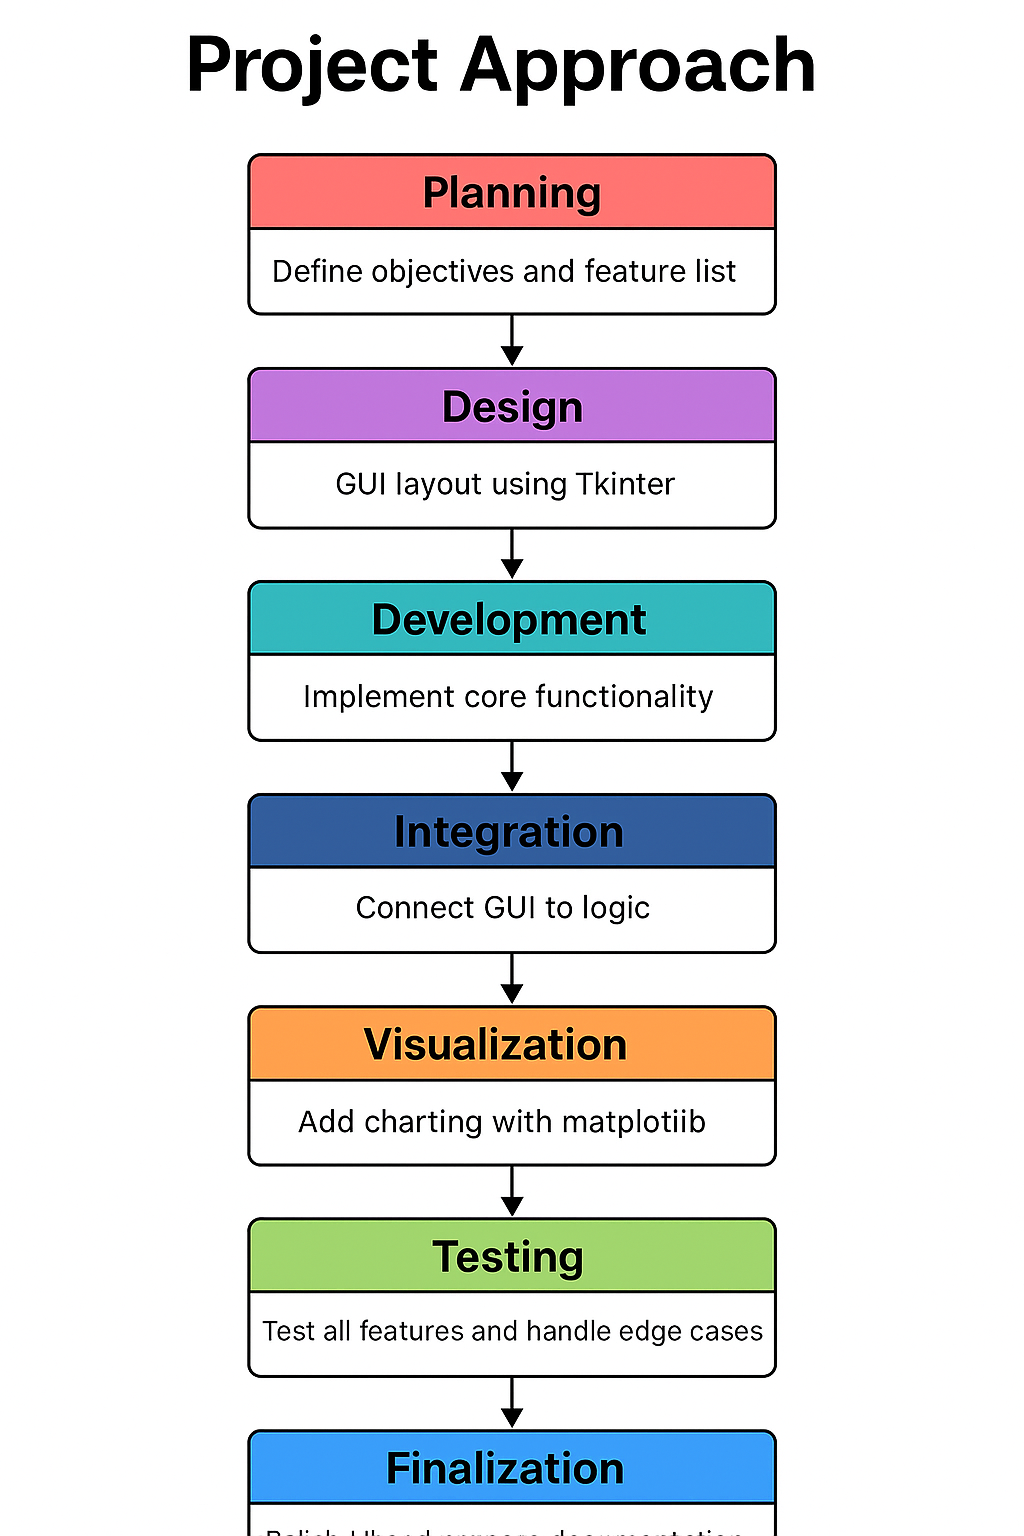 Project Approach
Planning
Define objectives and feature list
Design
GUI layout using Tkinter
Development
Implement core functionality
Integration
Connect GUI to logic
Visualization
Add charting with matplotiib
Testing
Test all features and handle edge cases
Finalization